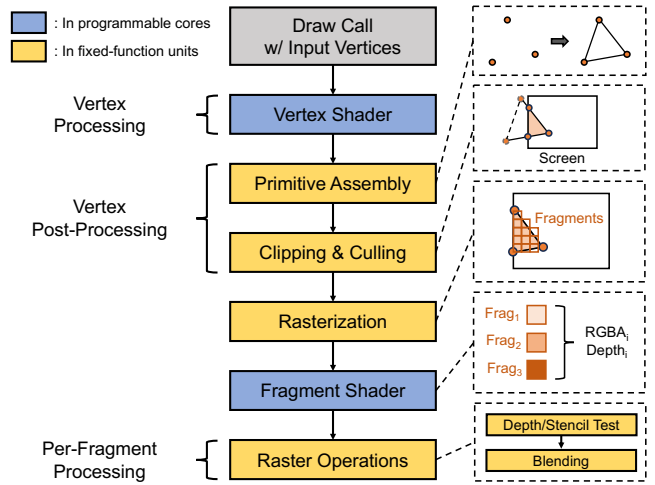 : In programmable cores
: In fixed-function units
Draw Call
w/ Input Vertices
Vertex
Processing
Vertex Shader
Primitive Assembly
Vertex
Post-Processing
Clipping & Culling
Rasterization
Fragment Shader
Per-Fragment
Processing
Raster Operations
Screen
Fragments
Frag1
Frag2
Frag3
RGBAi
Depthi
Depth/Stencil Test
Blending